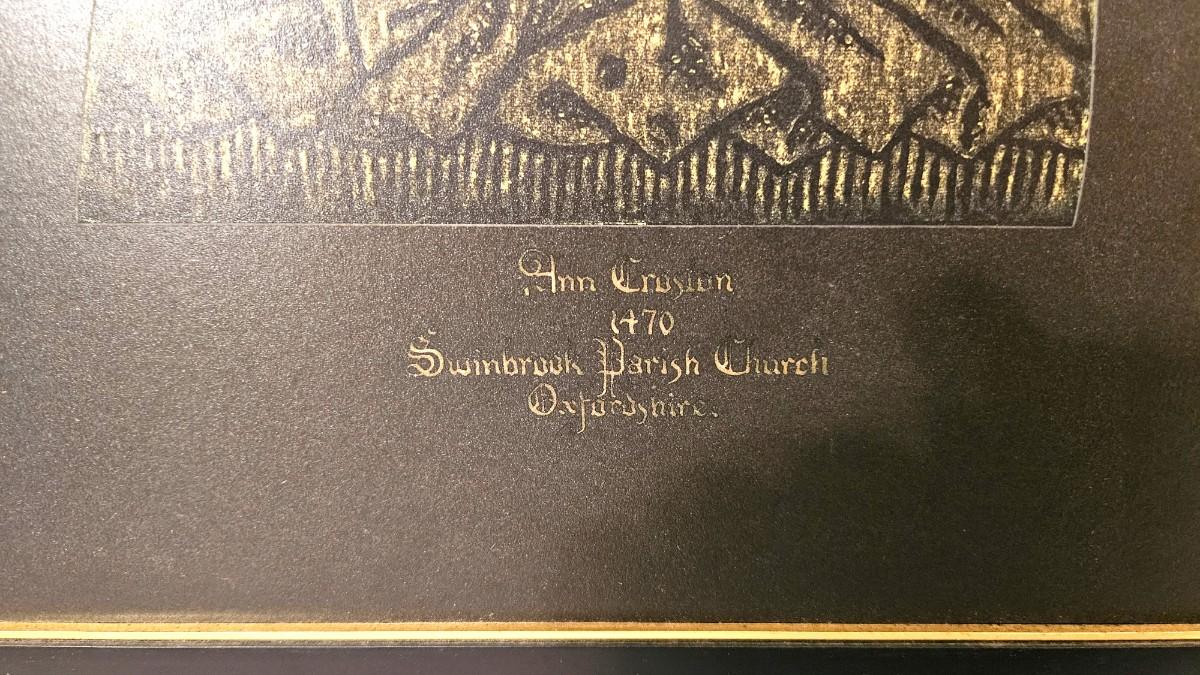 Ann Croston
1470
Swinbrook Parish Church
Oxfordshire.